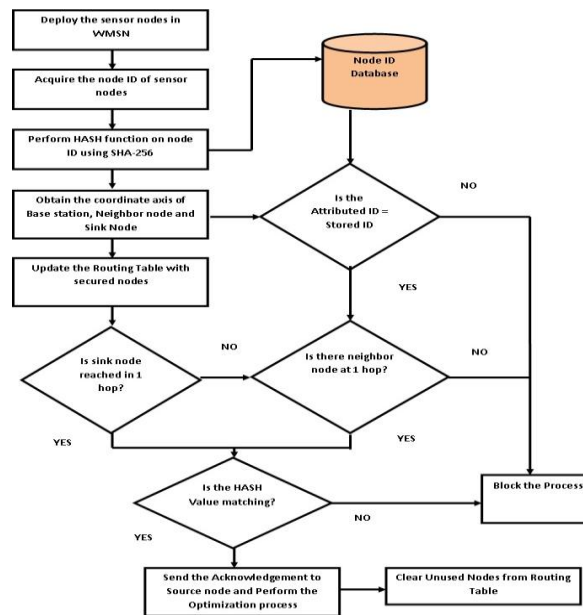 Deploy the sensor nodes in
WMSN
Acquire the node ID of sensor
nodes
Perform HASH function on node
ID using SHA-256
Obtain the coordinate axis of
Base station, Neighbor node and
Sink Node
Update the Routing Table with
secured nodes
Node ID
Database
Is the
Attributed ID =
Stored ID
NO
YES
Is sink node
reached in 1
hop?
NO
Is there neighbor
node at 1 hop?
NO
YES
YES
Is the HASH
Value matching?
NO
YES
Block the Process
Send the Acknowledgement to
Source node and Perform the
Optimization process
Clear Unused Nodes from Routing
Table